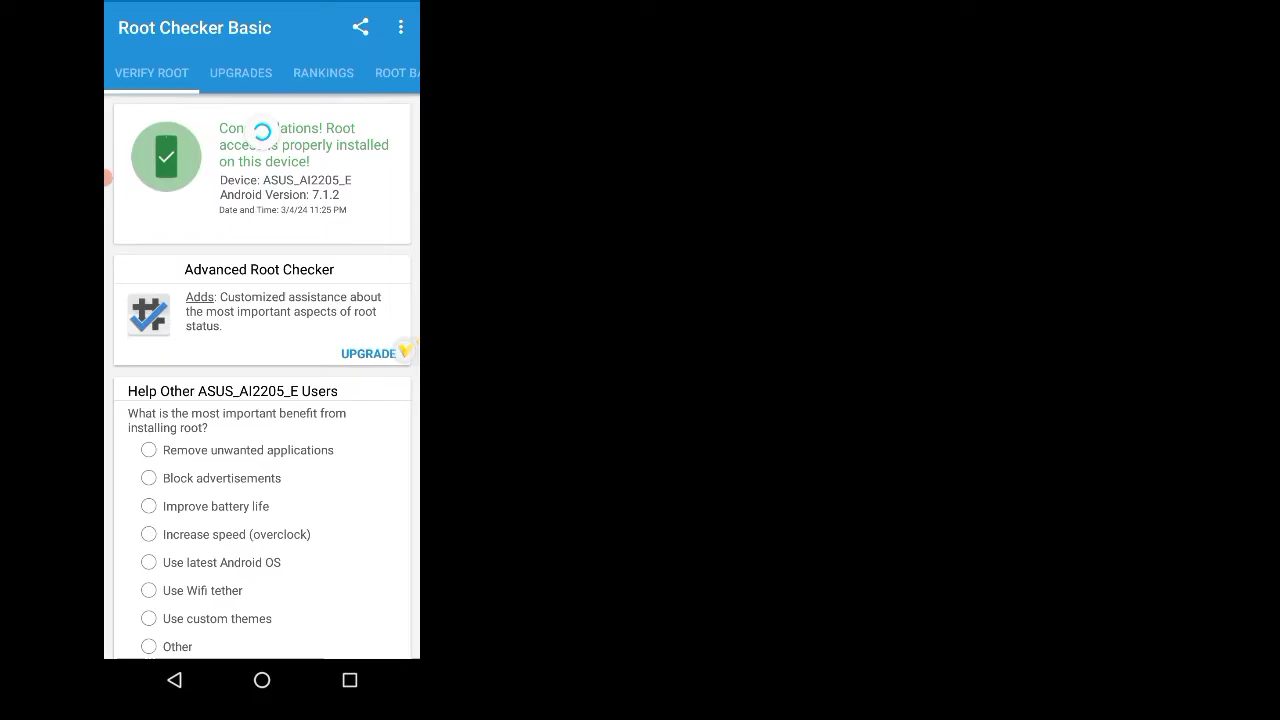 Root Checker Basic
VERIFY ROOT UPGRADES RANKINGS ROOT BA
Root
properly installed
on this device!
Device: ASUS_AI2205_E
Android Version: 7.1.2
Date and Time: 3/4/24 11:25 PM
Advanced Root Checker
Adds: Customized assistance about
the most important aspects of root
status.
UPGRADE
Help Other ASUS_AI2205_E Users
What is the most important benefit from
installing root?
Remove unwanted applications
Block advertisements
Improve battery life
Increase speed (overclock)
Use latest Android OS
Use Wifi tether
Use custom themes
Other